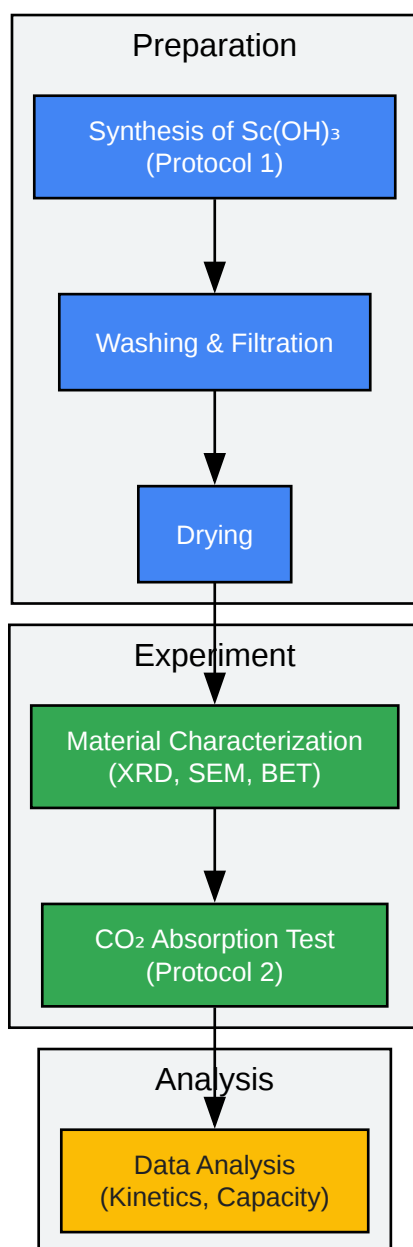 Preparation
Synthesis of Sc(OH)₃
(Protocol 1)
Washing & Filtration
Drying
Experiment
Material Characterization
(XRD, SEM, BET)
CO₂ Absorption Test
(Protocol 2)
Analysis
Data Analysis
(Kinetics, Capacity)